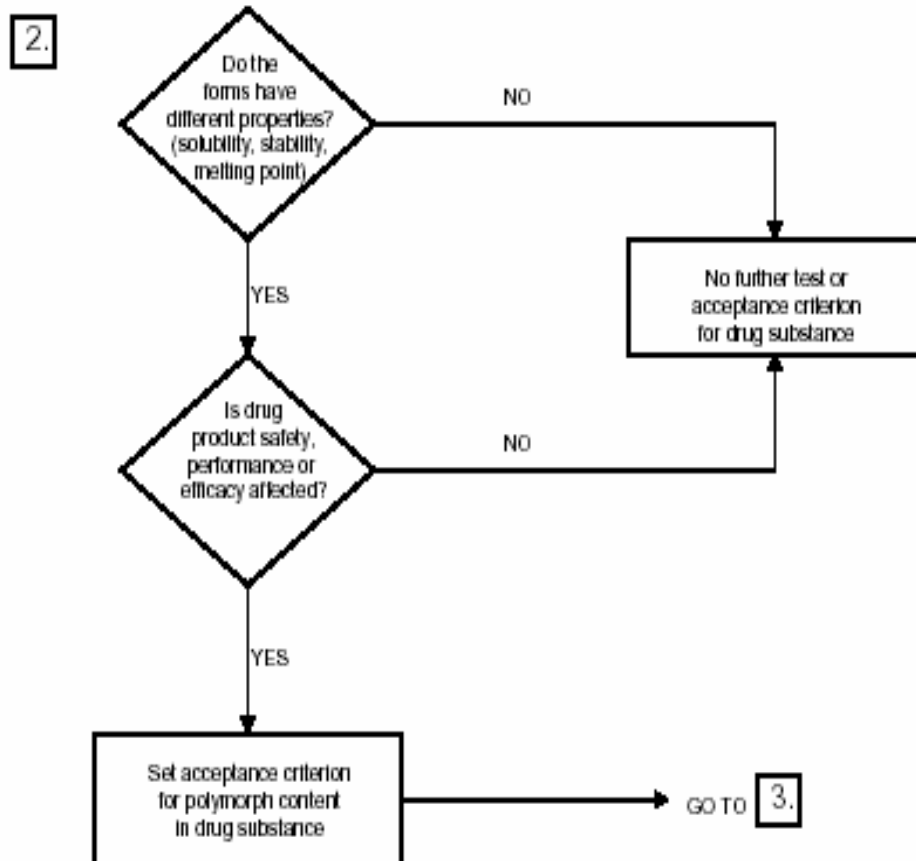 2.
Do the
forms have
different properties?
(solubility, stability,
melting point)
NO
No further test or
acceptance criterion
for drug substance
YES
Is drug
product safety,
performance or
efficacy affected?
NO
YES
Set acceptance criterion
for polymorph content
in drug substance
GO TO 3.